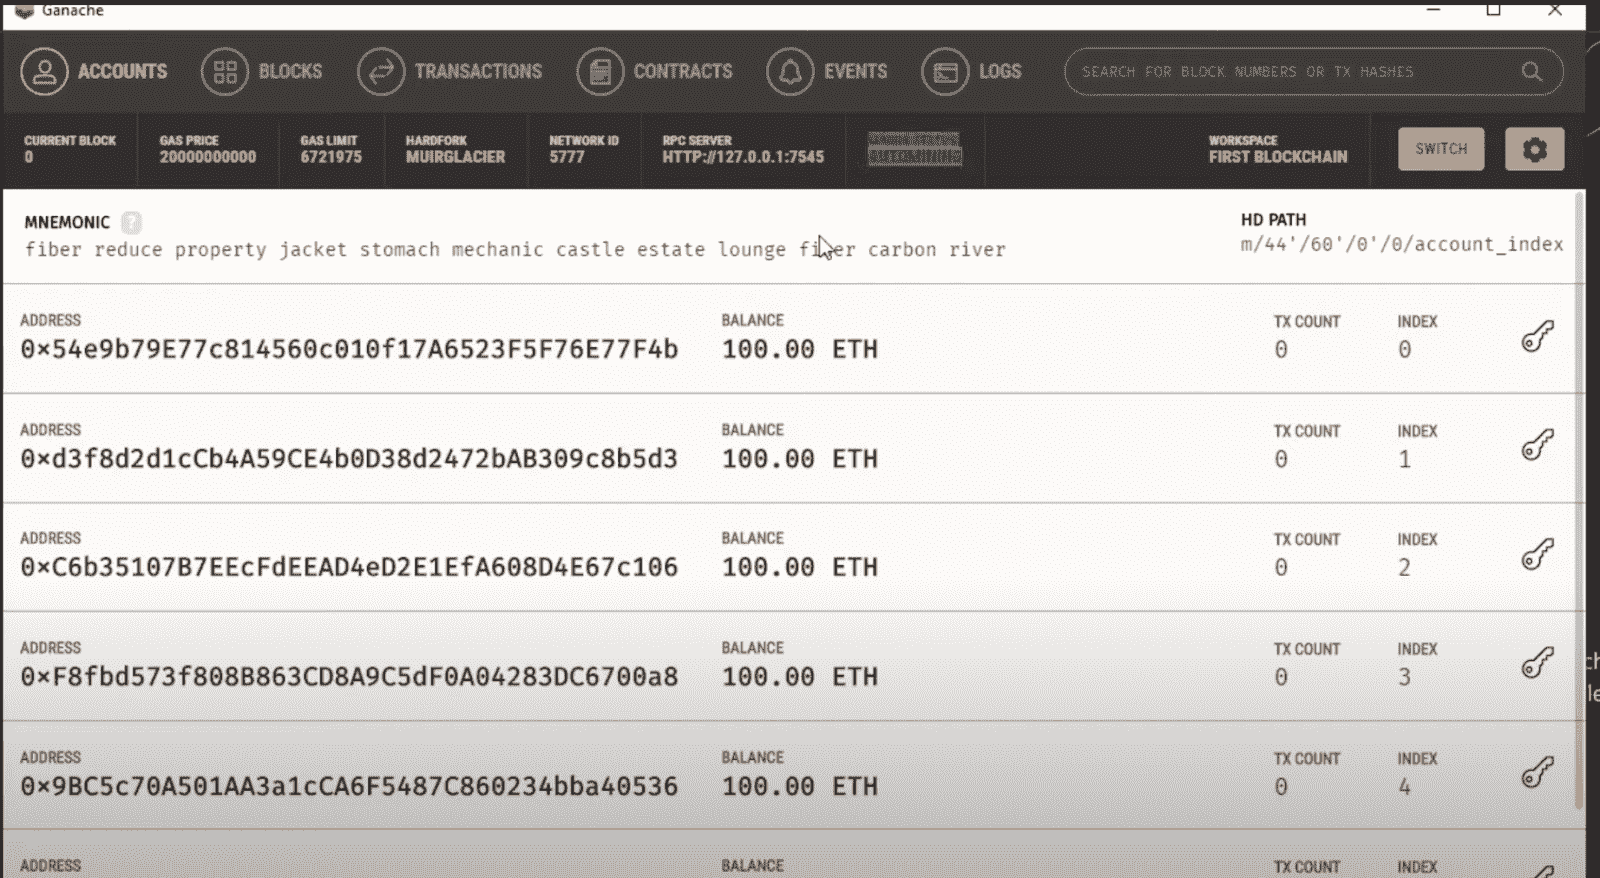 Ganache
ACCOUNTS BLOCKS TRANSACTIONS CONTRACTS EVENTS LOGS SEARCH FOR BLOCK NUMBERS OR TX HASHES
CURRENT BLOCK GAS PRICE GAS LIMIT HARDFORK NETWORK ID RPC SERVER WORKSPACE
0 20000000000 6721975 MUIRGLACIER 5777 HTTP://127.0.0.1:7545 FIRST BLOCKCHAIN SWITCH
MNEMONIC ? HD PATH
fiber reduce property jacket stomach mechanic castle estate lounge carbon river m/44'/60'/0'/0/account_index
ADDRESS BALANCE TX COUNT INDEX
0×54e9b79E77c814560c010f17A6523F5F76E77F4b 100.00 ETH 0 0
ADDRESS BALANCE TX COUNT INDEX
0×d3f8d2d1cCb4A59CE4b0D38d2472bAB309c8b5d3 100.00 ETH 0 1
ADDRESS BALANCE TX COUNT INDEX
0×C6b35107B7EEcFdEEAD4eD2E1EfA608D4E67c106 100.00 ETH 0 2
ADDRESS BALANCE TX COUNT INDEX
0×F8fbd573f808B863CD8A9C5dF0A04283DC6700a8 100.00 ETH 0 3
ADDRESS BALANCE TX COUNT INDEX
0×9BC5c70A501AA3a1cCA6F5487C860234bba40536 100.00 ETH 0 4
ADDRESS BALANCE TX COUNT INDEX